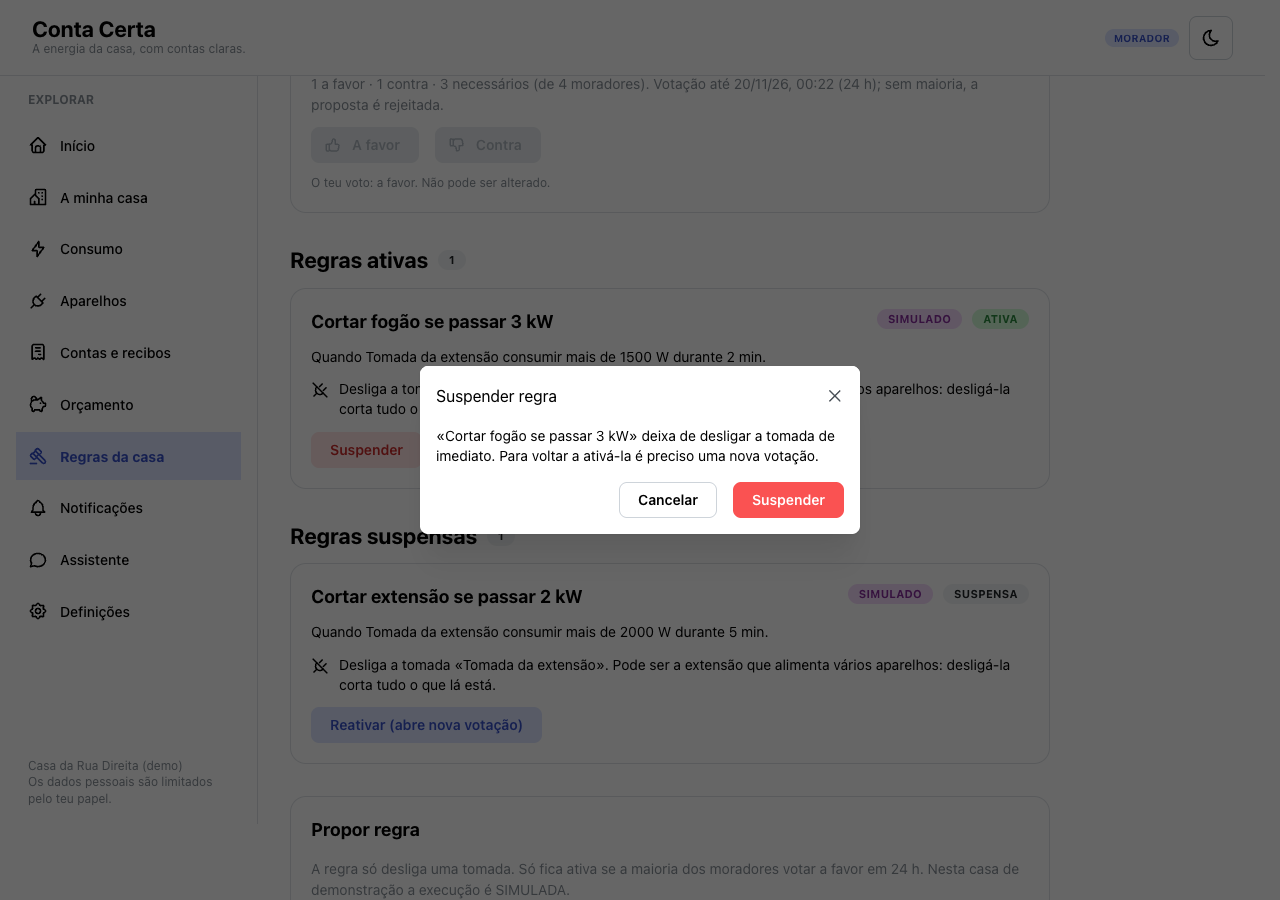 Conta Certa
A energia da casa, com contas claras.
MORADOR
EXPLORAR
Início
A minha casa
Consumo
Aparelhos
Contas e recibos
Orçamento
Regras da casa
Notificações
Assistente
Definições
Casa da Rua Direita (demo)
Os dados pessoais são limitados
pelo teu papel.
1 a favor · 1 contra · 3 necessários (de 4 moradores). Votação até 20/11/26, 00:22 (24 h); sem maioria, a
proposta é rejeitada.
A favor
Contra
O teu voto: a favor. Não pode ser alterado.
Regras ativas 1
Cortar fogão se passar 3 kW
SIMULADO
ATIVA
Quando Tomada da extensão consumir mais de 1500 W durante 2 min.
Desliga a tor
os aparelhos: desligá-la
corta tudo o
Suspender
Suspender regra
«Cortar fogão se passar 3 kW» deixa de desligar a tomada de
imediato. Para voltar a ativá-la é preciso uma nova votação.
Cancelar
Suspender
Regras suspensas 1
Cortar extensão se passar 2 kW
SIMULADO
SUSPENSA
Quando Tomada da extensão consumir mais de 2000 W durante 5 min.
Desliga a tomada «Tomada da extensão». Pode ser a extensão que alimenta vários aparelhos: desligá-la
corta tudo o que lá está.
Reativar (abre nova votação)
Propor regra
A regra só desliga uma tomada. Só fica ativa se a maioria dos moradores votar a favor em 24 h. Nesta casa de
demonstração a execução é SIMULADA.